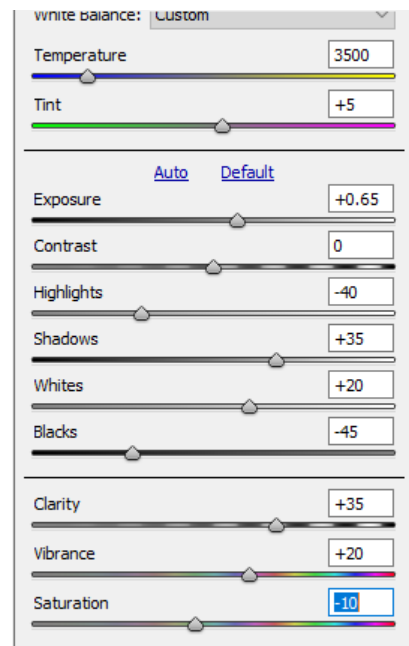 White Balance: Custom
Temperature 3500
Tint +5
Auto Default
Exposure +0.65
Contrast 0
Highlights -40
Shadows +35
Whites +20
Blacks -45
Clarity +35
Vibrance +20
Saturation -10